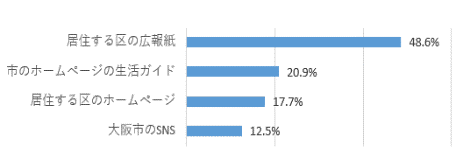 居住する区の広報紙 48.6%
市のホームページの生活ガイド 20.9%
居住する区のホームページ 17.7%
大阪市のSNS 12.5%